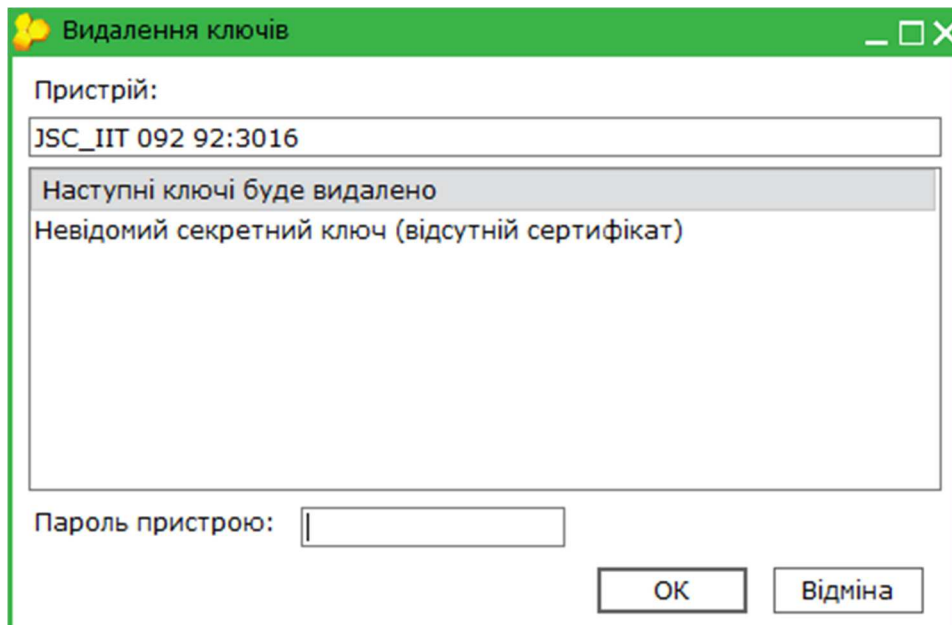 Видалення ключів
Пристрій:
JSC_IIT 092 92:3016
Наступні ключі буде видалено
Невідомий секретний ключ (відсутній сертифікат)
Пароль пристрою:
OK
Відміна